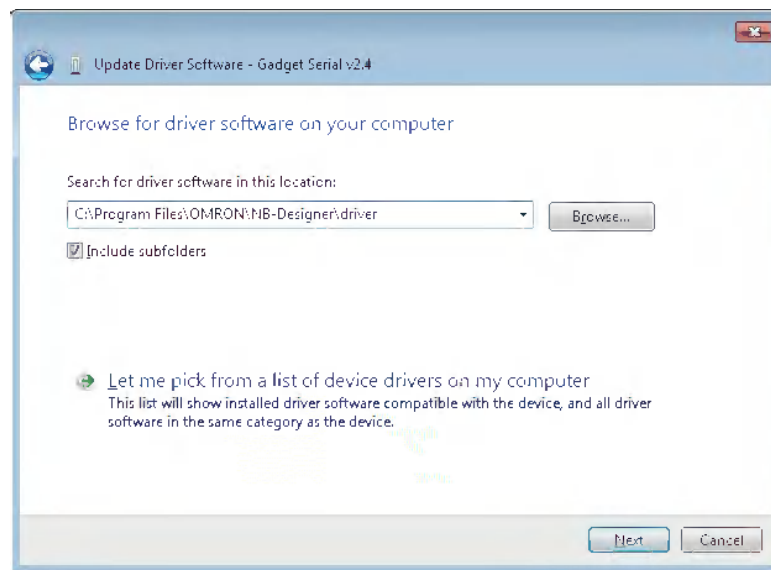 Update Driver Software - Gadget Serial v2.4
Browse for driver software on your computer
Search for driver software in this location:
C:\Program Files\OMRON\NB-Designer\driver
Browse...
Include subfolders
Let me pick from a list of device drivers on my computer
This list will show installed driver software compatible with the device, and all driver
software in the same category as the device.
Next
Cancel